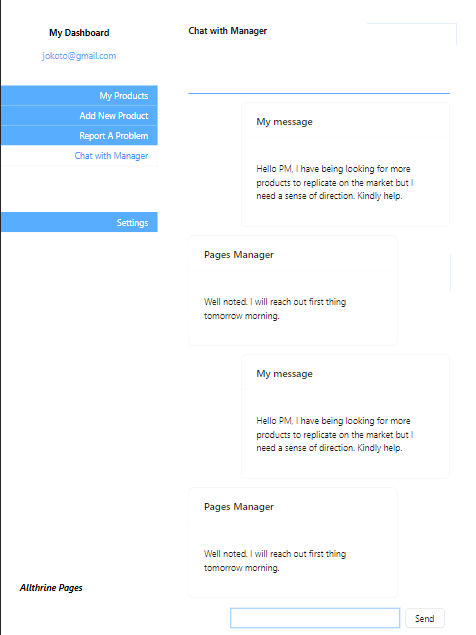 My Dashboard
jokoto@gmail.com
My Products
Add New Product
Report A Problem
Chat with Manager
Settings
Allthrine Pages
Chat with Manager
My message
Hello PM, I have being looking for more
products to replicate on the market but I
need a sense of direction. Kindly help.
Pages Manager
Well noted. I will reach out first thing
tomorrow morning.
My message
Hello PM, I have being looking for more
products to replicate on the market but I
need a sense of direction. Kindly help.
Pages Manager
Well noted. I will reach out first thing
tomorrow morning.
Send